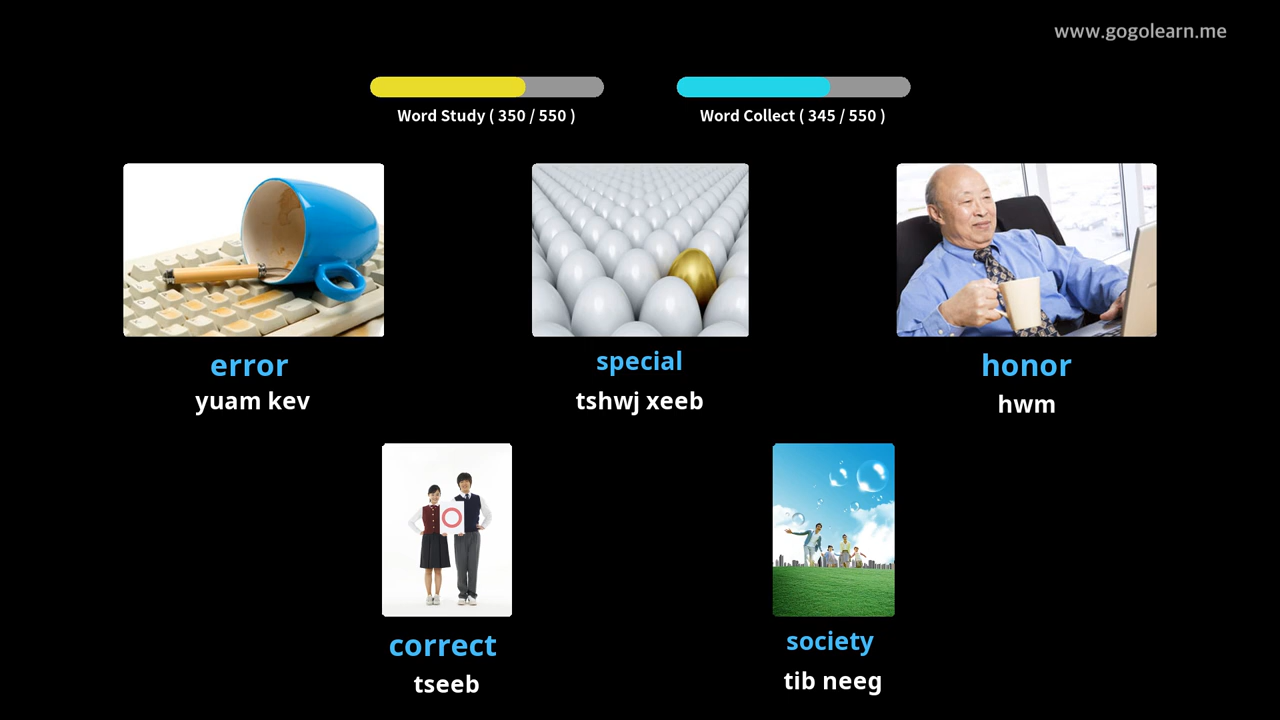 www.gogolearn.me
Word Study ( 350 / 550 )
Word Collect ( 345 / 550 )
error
yuam kev
special
tshwj xeeb
honor
hwm
correct
tseeb
society
tib neeg